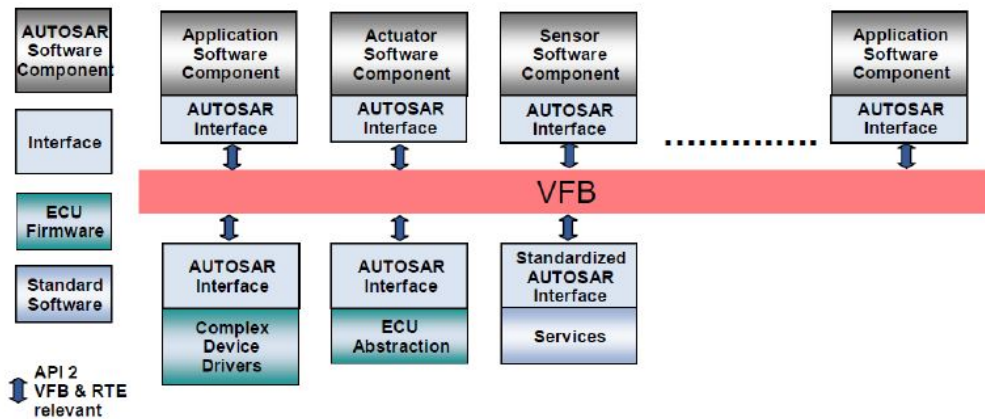 AUTOSAR
Software
Component
Interface
ECU
Firmware
Standard
Software
API 2
VFB & RTE
relevant
Application
Software
Component
AUTOSAR
Interface
Actuator
Software
Component
AUTOSAR
Interface
Sensor
Software
Component
AUTOSAR
Interface
..............
Application
Software
Component
AUTOSAR
Interface
VFB
AUTOSAR
Interface
Complex
Device
Drivers
AUTOSAR
Interface
ECU
Abstraction
Standardized
AUTOSAR
Interface
Services